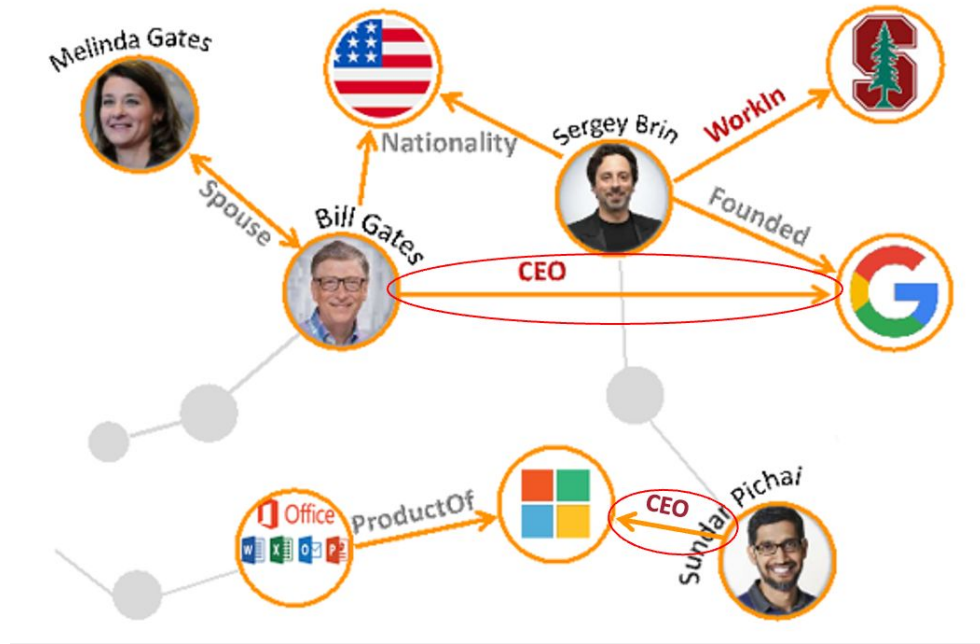 Melinda Gates
Nationality
Sergey Brin
WorkIn
S
Spouse
Bill Gates
Founded
CEO
G
Office
W X O P
ProductOf
CEO
Sundar Pichai